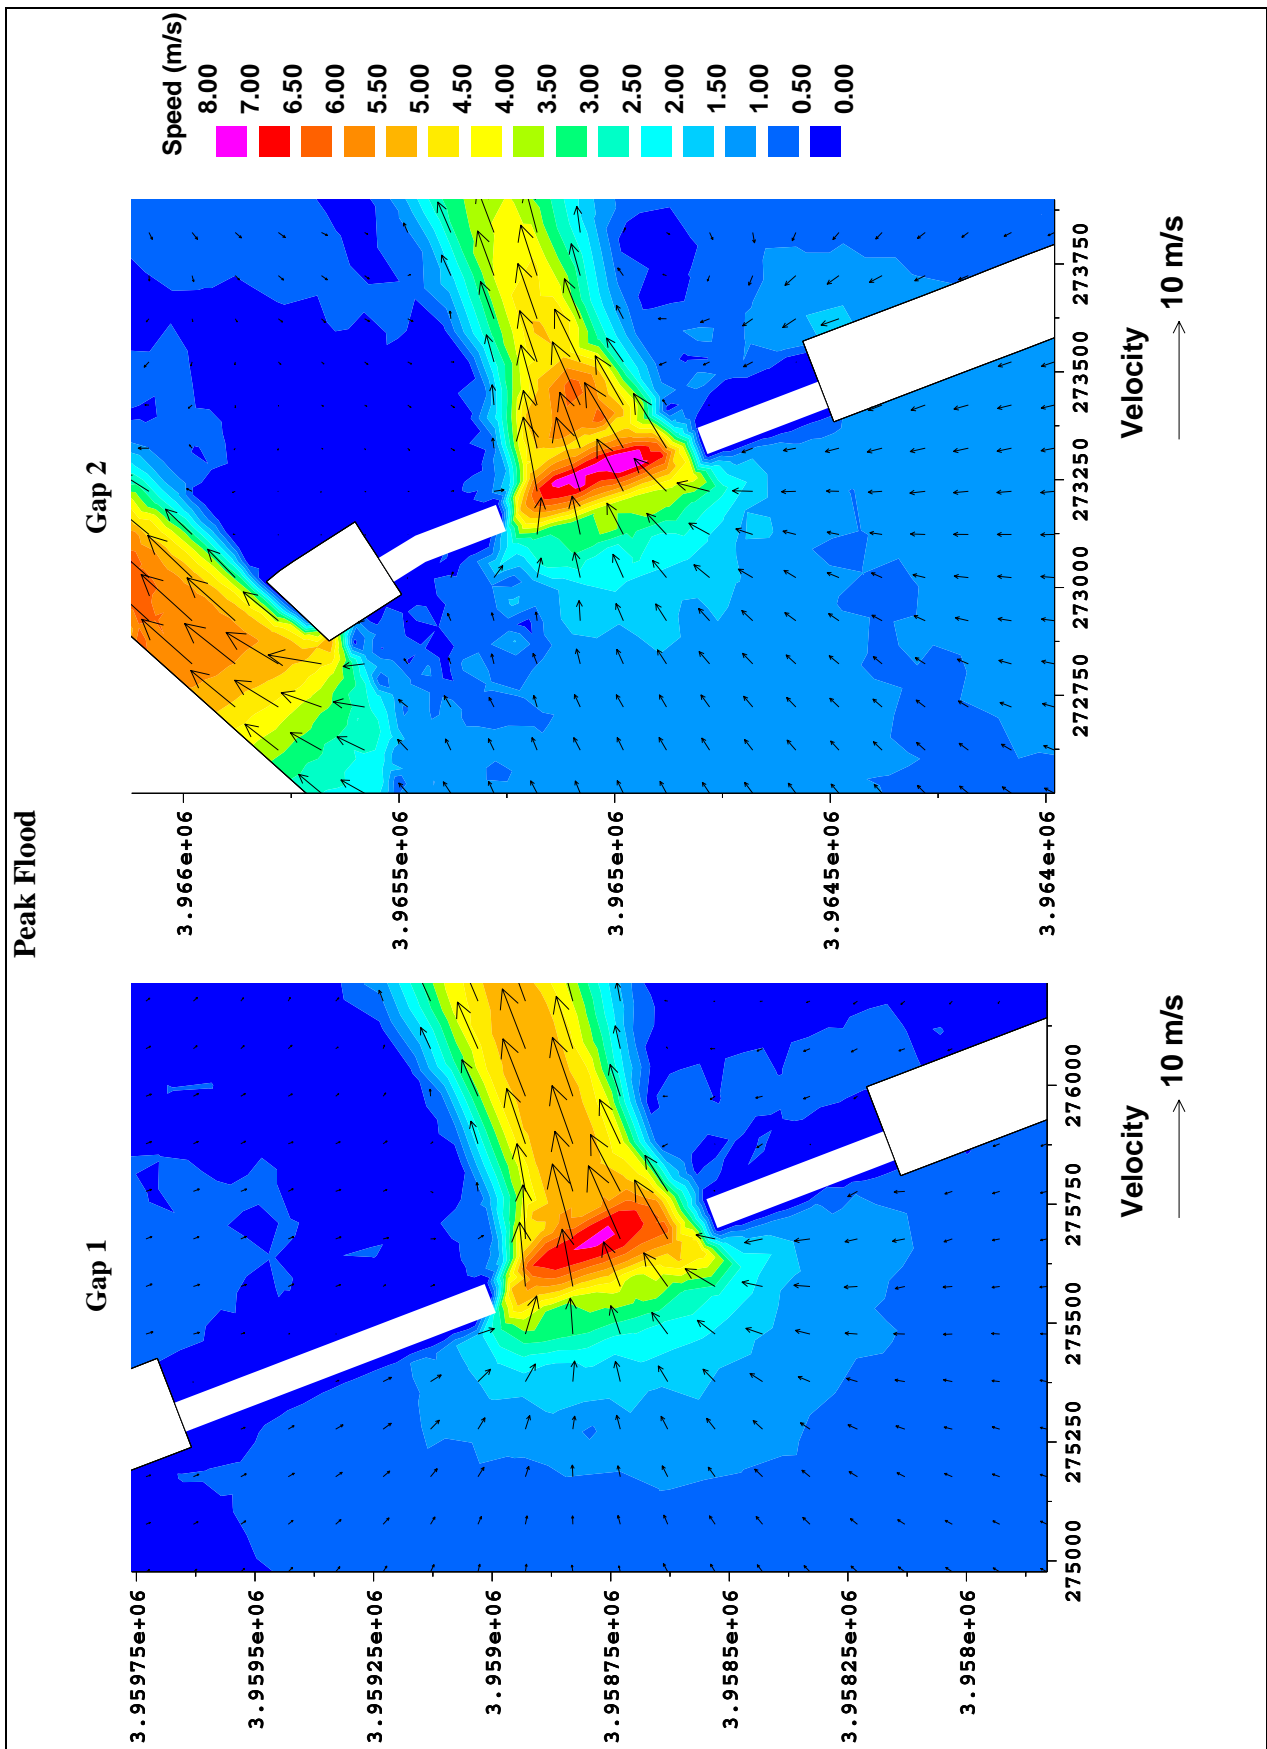 Peak Flood
Gap 1
3.95975e+06
3.9595e+06
3.95925e+06
3.959e+06
3.95875e+06
3.9585e+06
3.95825e+06
3.958e+06
275000
275250
275500
275750
276000
Velocity
10 m/s
Gap 2
3.966e+06
3.9655e+06
3.965e+06
3.9645e+06
3.964e+06
272750
273000
273250
273500
273750
Velocity
10 m/s
Speed (m/s)
8.00
7.00
6.50
6.00
5.50
5.00
4.50
4.00
3.50
3.00
2.50
2.00
1.50
1.00
0.50
0.00